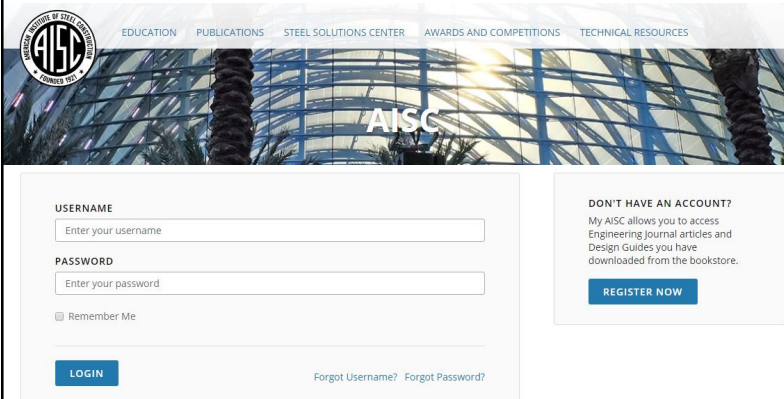 AMERICAN INSTITUTE OF STEEL CONSTRUCTION
AISC
FOUNDED 1921
EDUCATION PUBLICATIONS STEEL SOLUTIONS CENTER AWARDS AND COMPETITIONS TECHNICAL RESOURCES
AISC
USERNAME
Enter your username
PASSWORD
Enter your password
Remember Me
LOGIN
Forgot Username? Forgot Password?
DON'T HAVE AN ACCOUNT?
My AISC allows you to access
Engineering Journal articles and
Design Guides you have
downloaded from the bookstore.
REGISTER NOW